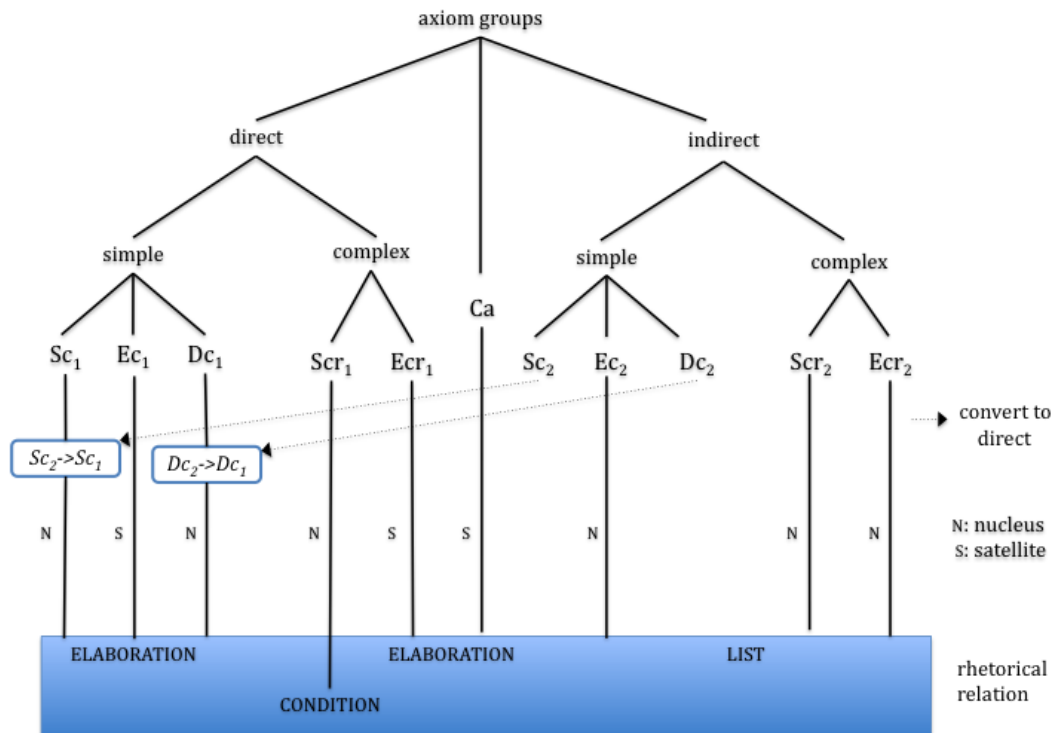 axiom groups
direct
indirect
simple
complex
simple
complex
Ca
Sc₁ Ec₁ Dc₁
Scr₁ Ecr₁
Sc₂ Ec₂ Dc₂
Scr₂ Ecr₂
convert to
direct
Sc₂->Sc₁
Dc₂->Dc₁
N S N N S S N N N
N: nucleus
S: satellite
ELABORATION ELABORATION LIST
CONDITION
rhetorical
relation